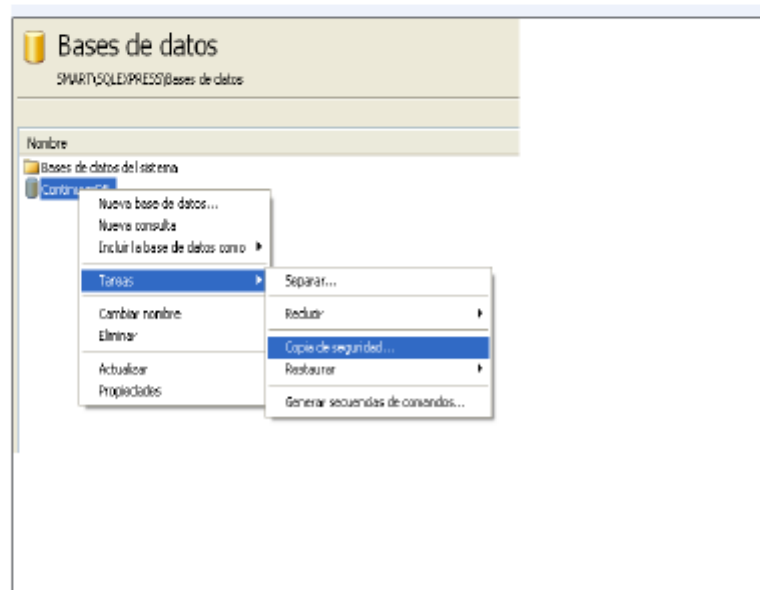 Bases de datos
SMART\SQLEXPRESS\Bases de datos
Nombre
Bases de datos del sistema
Nueva base de datos...
Nueva consulta
Incluir la base de datos como
Tareas
Separar...
Cambiar nombre
Reducir
Eliminar
Copia de seguridad...
Actualizar
Restaurar
Propiedades
Generar secuencias de comandos...